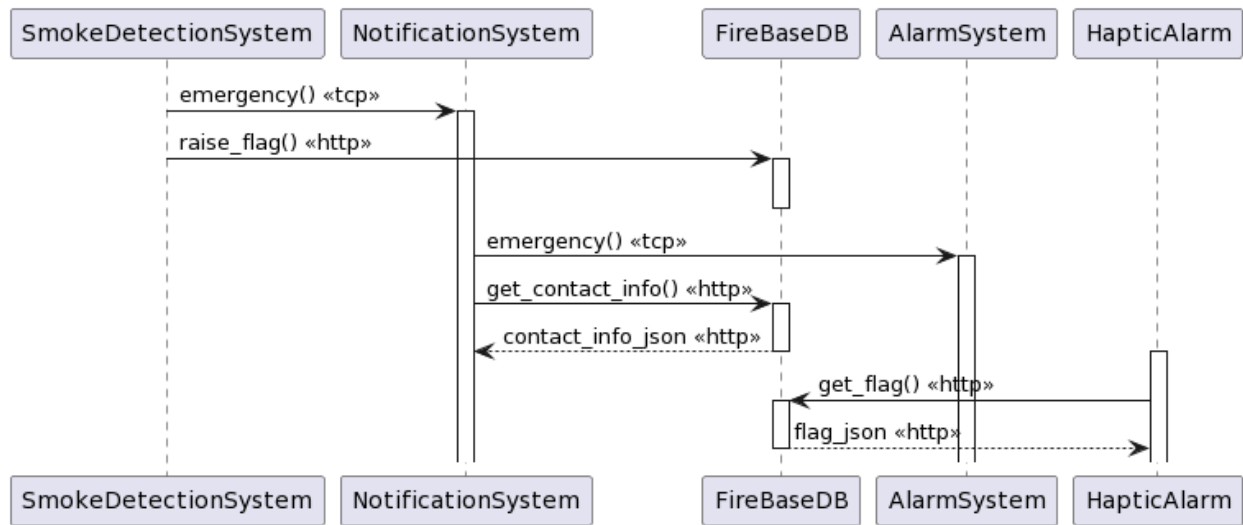 SmokeDetectionSystem
NotificationSystem
FireBaseDB
AlarmSystem
HapticAlarm
emergency() «tcp»
raise_flag() «http»
emergency() «tcp»
get_contact_info() «http»
contact_info_json «http»
get_flag() «http»
flag_json «http»
SmokeDetectionSystem
NotificationSystem
FireBaseDB
AlarmSystem
HapticAlarm